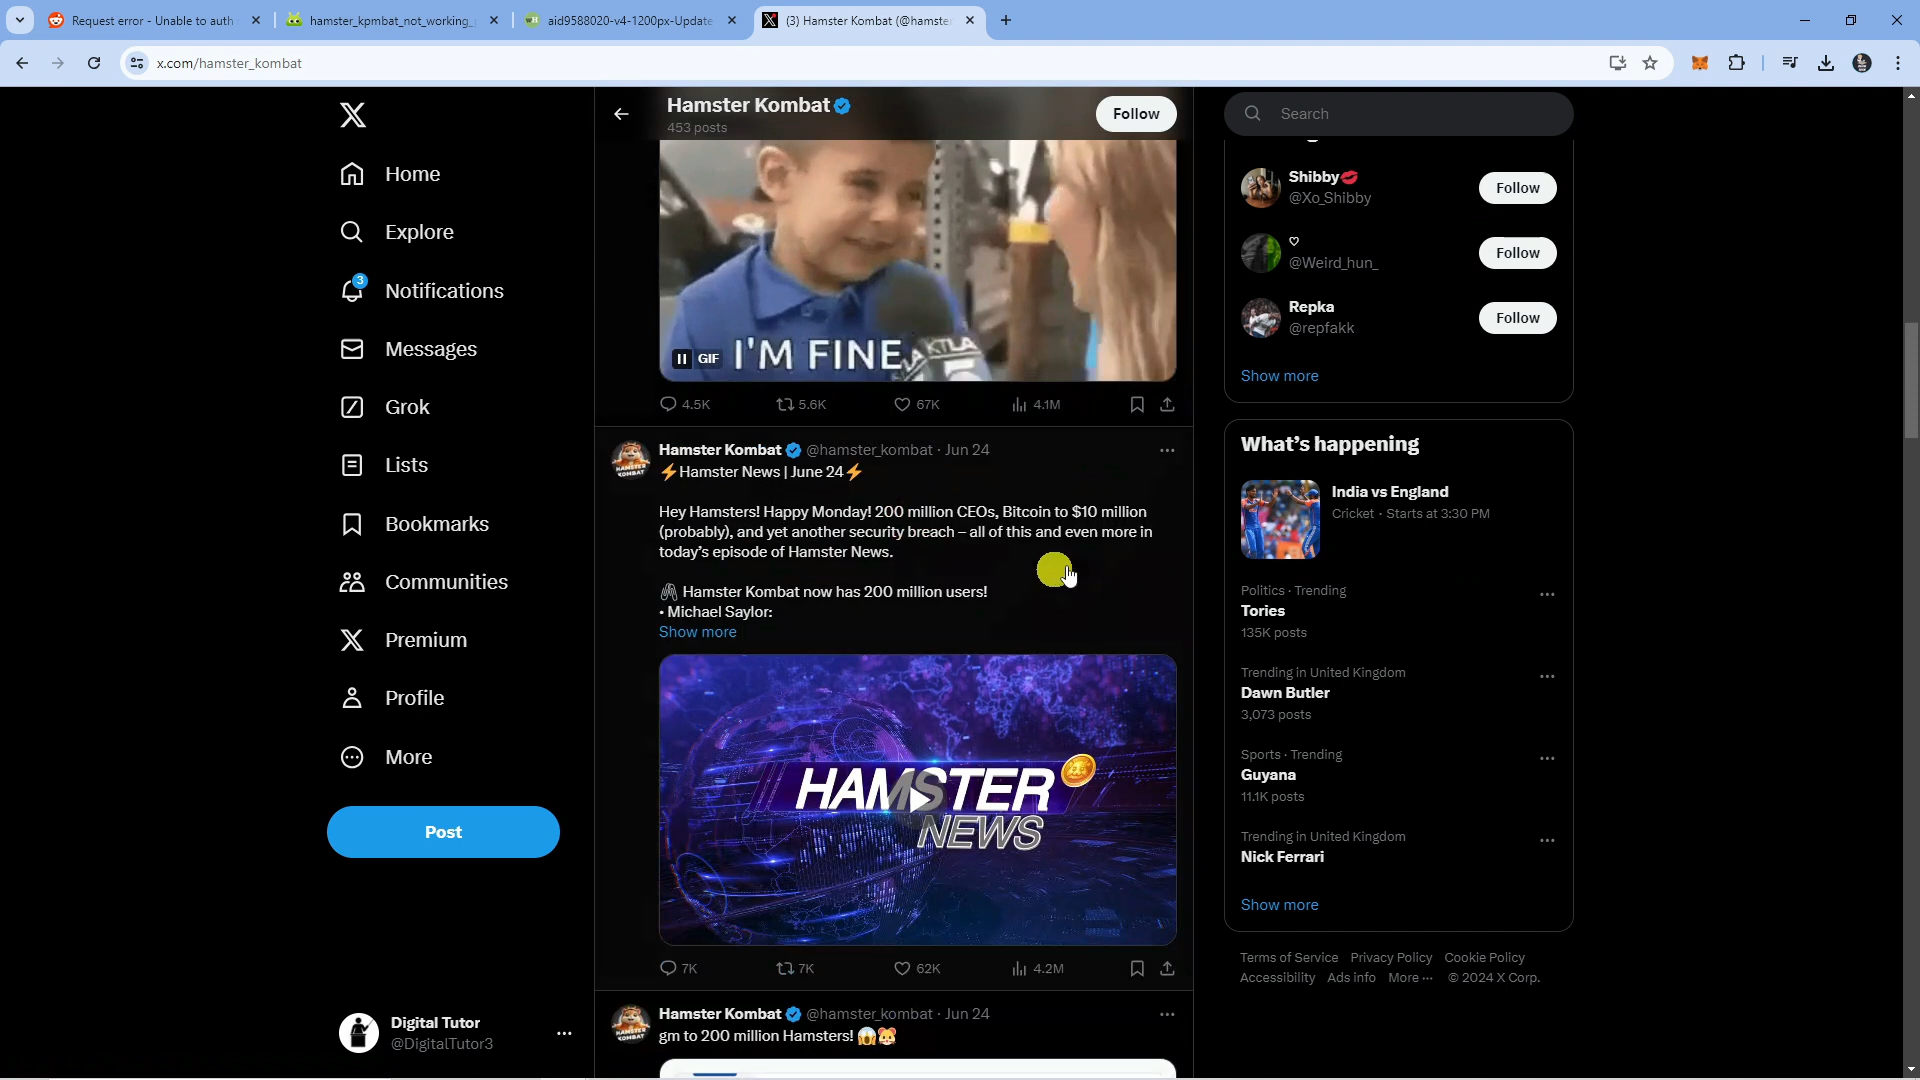 Request error - Unable to auth
hamster_kpmbat_not_working_
aid9588020-v4-1200px-Update
(3) Hamster Kombat (@hamste
x.com/hamster_kombat
Home
Explore
3
Notifications
Messages
Grok
Lists
Bookmarks
Communities
Premium
Profile
More
Post
Digital Tutor
@DigitalTutor3
Hamster Kombat
453 posts
Follow
GIF I'M FINE
KTLA
4.5K 5.6K 67K 4.1M
Hamster Kombat @hamster_kombat · Jun 24
⚡Hamster News | June 24⚡
Hey Hamsters! Happy Monday! 200 million CEOs, Bitcoin to $10 million
(probably), and yet another security breach – all of this and even more in
today's episode of Hamster News.
Hamster Kombat now has 200 million users!
• Michael Saylor:
Show more
HAMSTER
NEWS
7K 7K 62K 4.2M
Hamster Kombat @hamster_kombat · Jun 24
gm to 200 million Hamsters! 😱🐹
Search
Shibby💋
@Xo_Shibby
Follow
♡
@Weird_hun_
Follow
Repka
@repfakk
Follow
Show more
What's happening
India vs England
Cricket · Starts at 3:30 PM
Politics · Trending
Tories
135K posts
Trending in United Kingdom
Dawn Butler
3,073 posts
Sports · Trending
Guyana
11.1K posts
Trending in United Kingdom
Nick Ferrari
Show more
Terms of Service Privacy Policy Cookie Policy
Accessibility Ads info More ··· © 2024 X Corp.